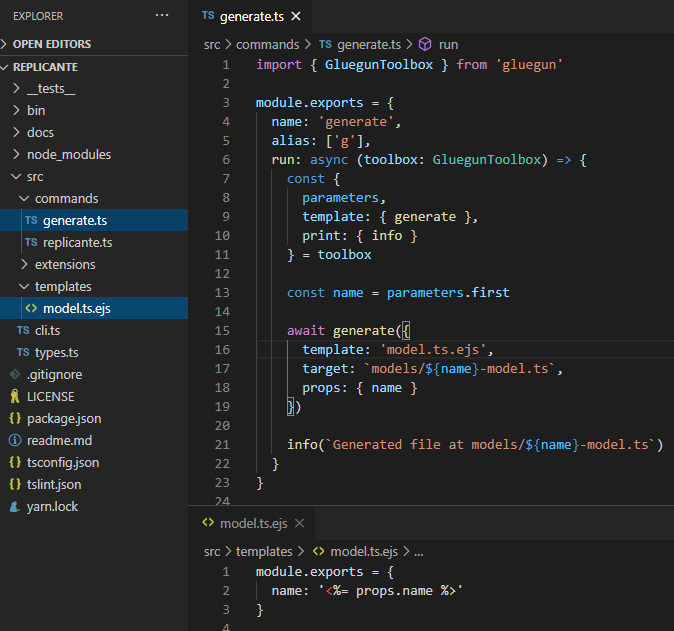 EXPLORER ...
OPEN EDITORS
REPLICANTE
__tests__
bin
docs
node_modules
src
commands
TS generate.ts
TS replicante.ts
extensions
templates
<> model.ts.ejs
TS cli.ts
TS types.ts
.gitignore
LICENSE
{} package.json
readme.md
{} tsconfig.json
{} tslint.json
yarn.lock
TS generate.ts ×
src > commands > TS generate.ts > run
1 import { GluegunToolbox } from 'gluegun'
2
3 module.exports = {
4   name: 'generate',
5   alias: ['g'],
6   run: async (toolbox: GluegunToolbox) => {
7     const {
8       parameters,
9       template: { generate },
10       print: { info }
11     } = toolbox
12
13     const name = parameters.first
14
15     await generate({
16       template: 'model.ts.ejs',
17       target: `models/${name}-model.ts`,
18       props: { name }
19     })
20
21     info(`Generated file at models/${name}-model.ts`)
22   }
23 }
24
<> model.ts.ejs ×
src > templates > <> model.ts.ejs > ...
1 module.exports = {
2   name: '<%= props.name %>'
3 }
4